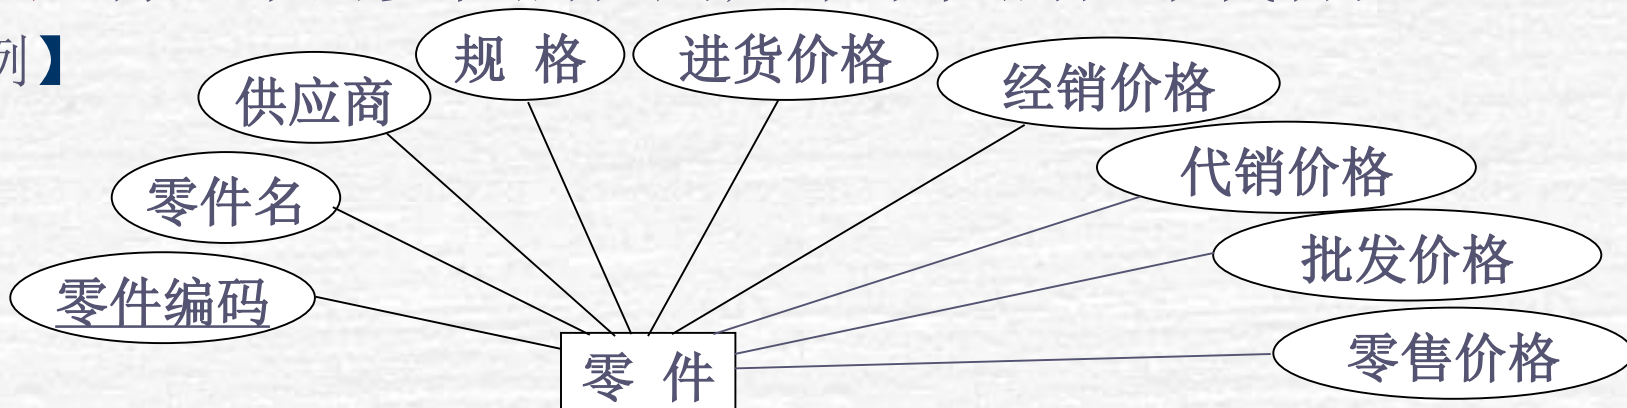 例】
规 格
进货价格
供应商
经销价格
代销价格
零件名
批发价格
零件编码
零售价格
零 件